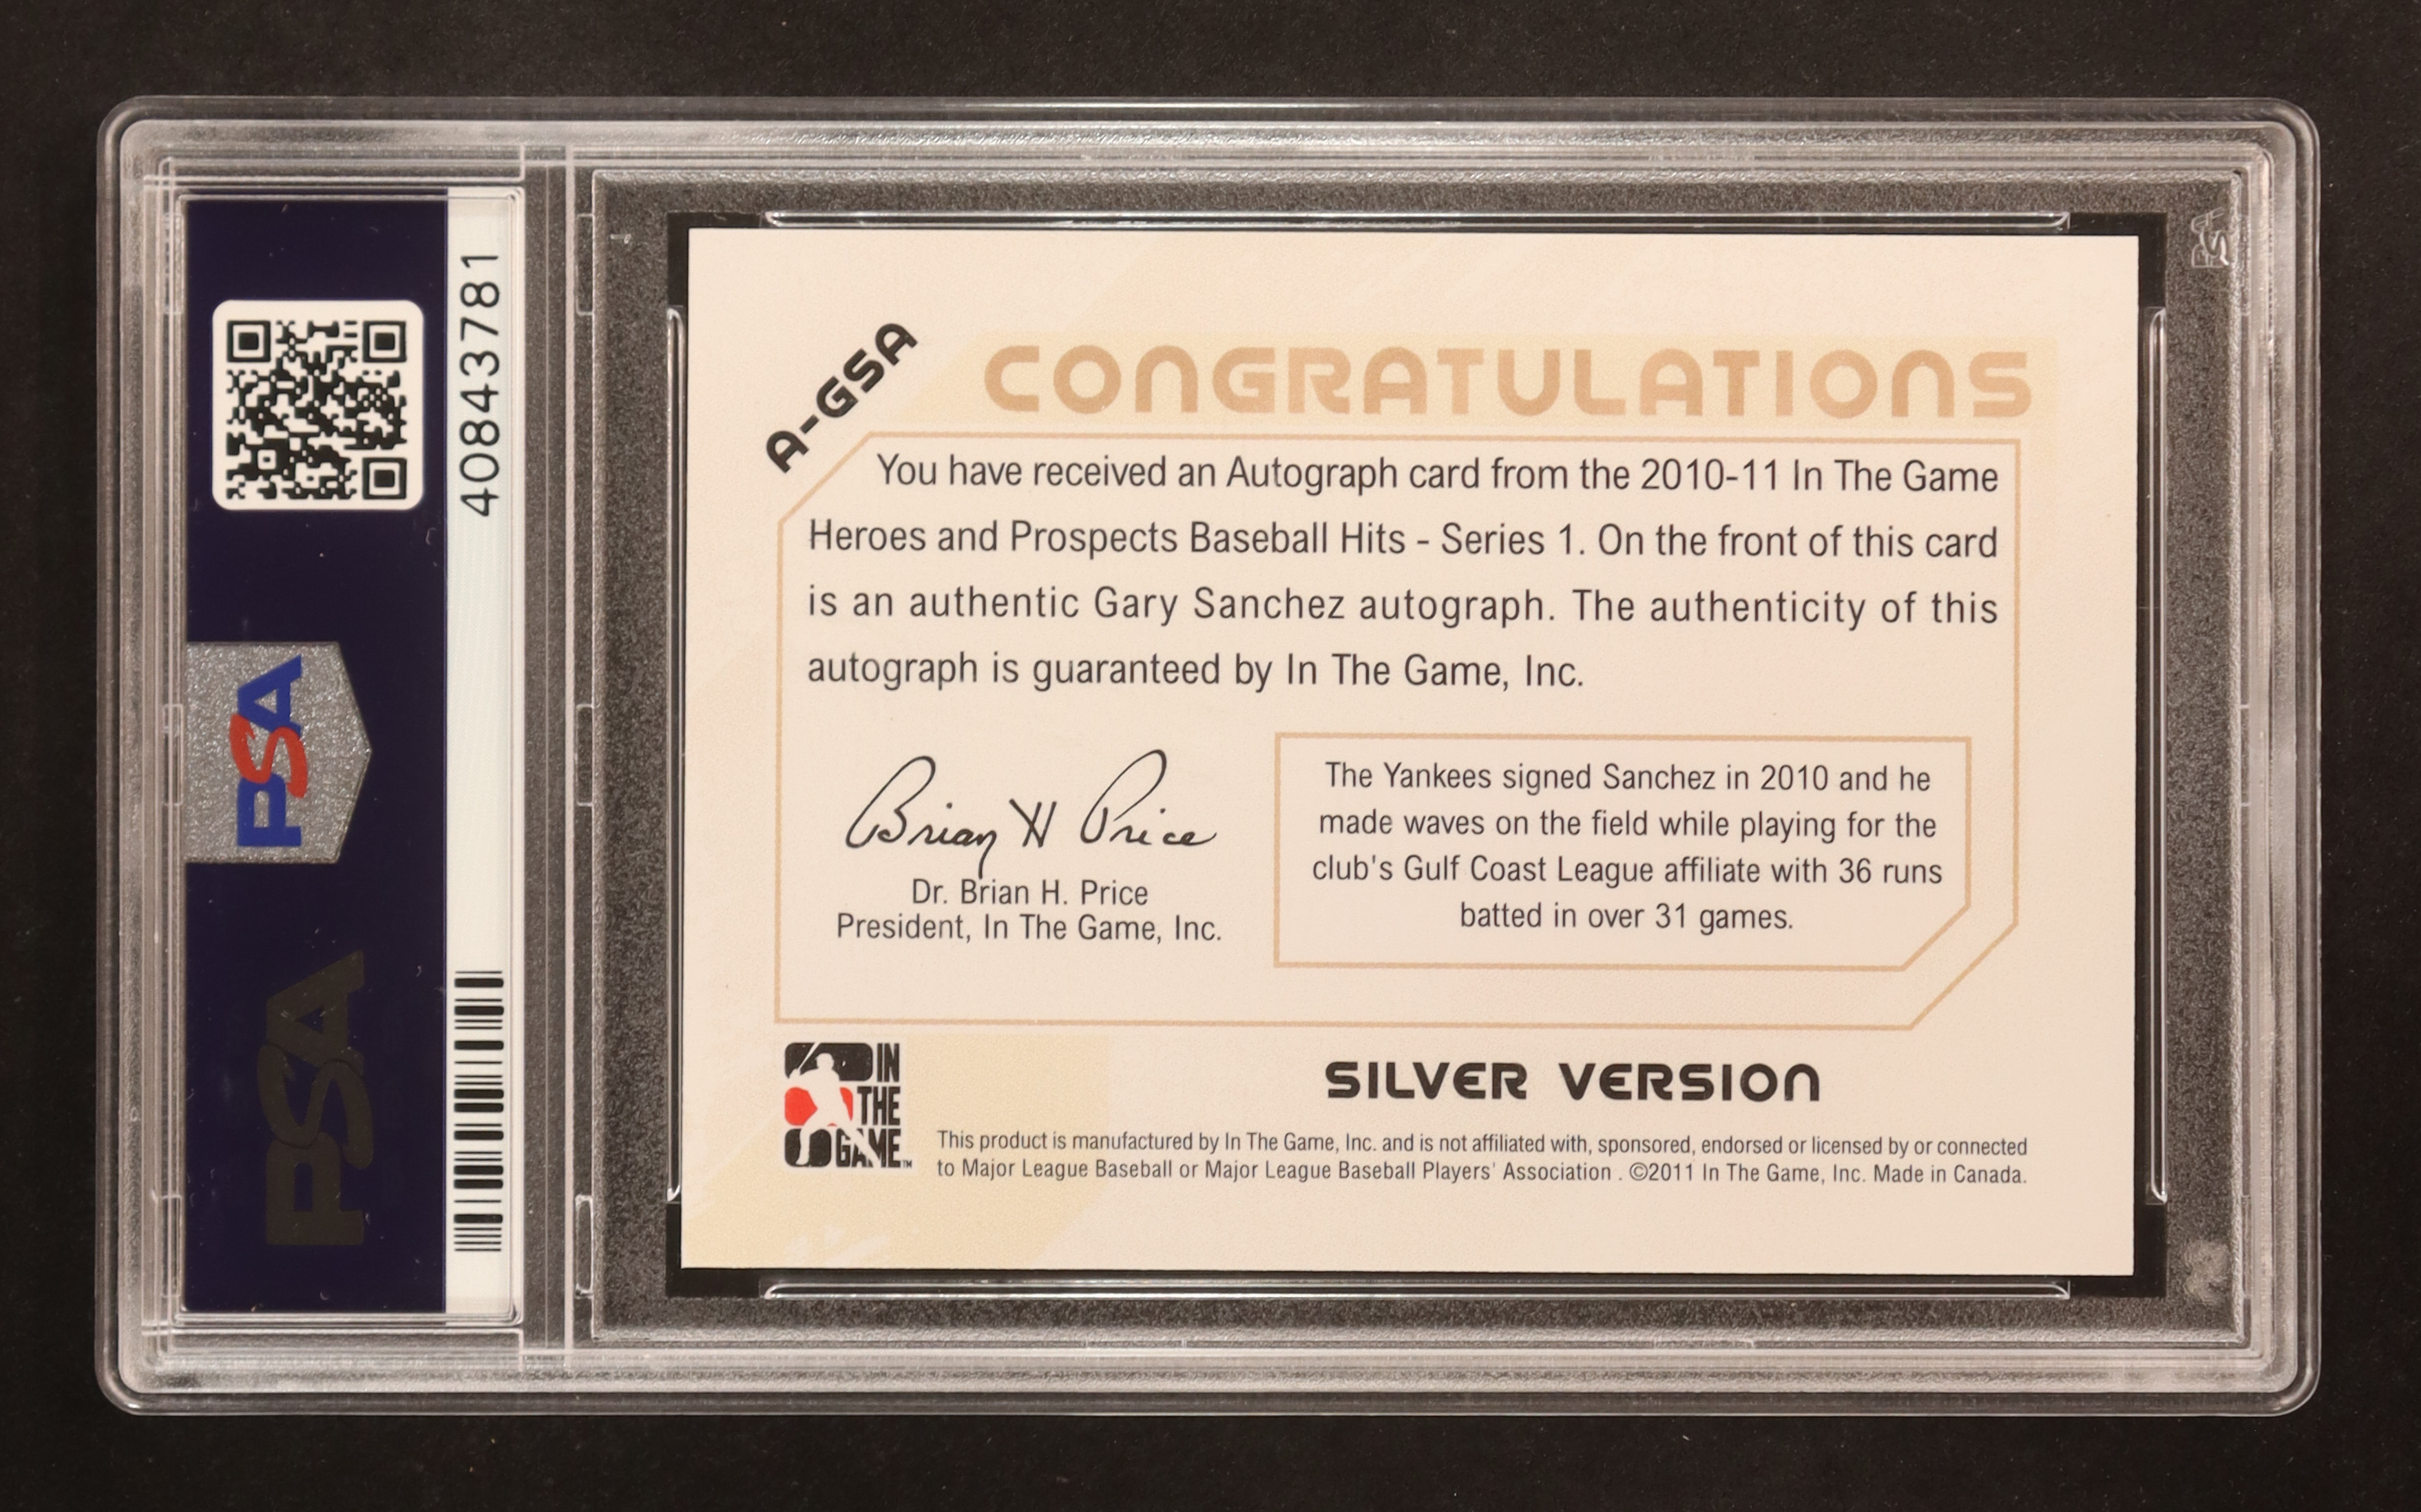 40843781
PSA
PSA
A-GSA
CONGRATULATIONS
You have received an Autograph card from the 2010-11 In The Game
Heroes and Prospects Baseball Hits - Series 1. On the front of this card
is an authentic Gary Sanchez autograph. The authenticity of this
autograph is guaranteed by In The Game, Inc.
Brian H Price
Dr. Brian H. Price
President, In The Game, Inc.
The Yankees signed Sanchez in 2010 and he
made waves on the field while playing for the
club's Gulf Coast League affiliate with 36 runs
batted in over 31 games.
IN
THE
GAME™
SILVER VERSION
This product is manufactured by In The Game, Inc. and is not affiliated with, sponsored, endorsed or licensed by or connected
to Major League Baseball or Major League Baseball Players' Association . ©2011 In The Game, Inc. Made in Canada.
PSA